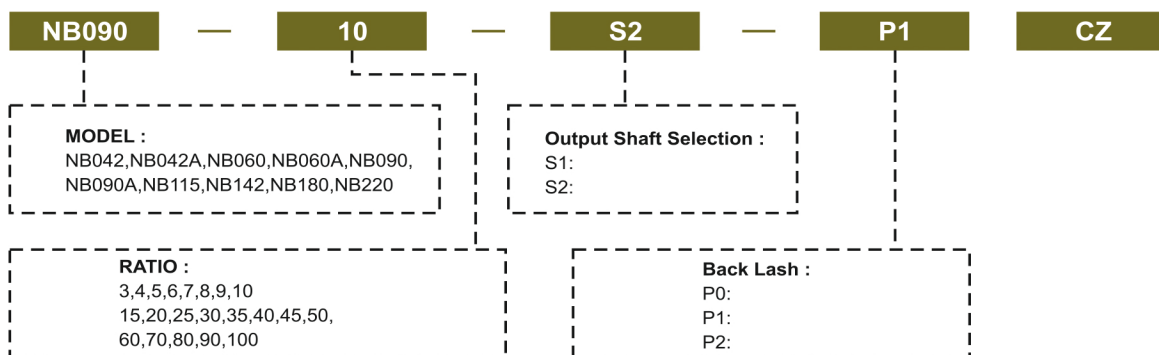 NB090 — 10 — S2 — P1 CZ
MODEL :
NB042,NB042A,NB060,NB060A,NB090,
NB090A,NB115,NB142,NB180,NB220
Output Shaft Selection :
S1:
S2:
RATIO :
3,4,5,6,7,8,9,10
15,20,25,30,35,40,45,50,
60,70,80,90,100
Back Lash :
P0:
P1:
P2: